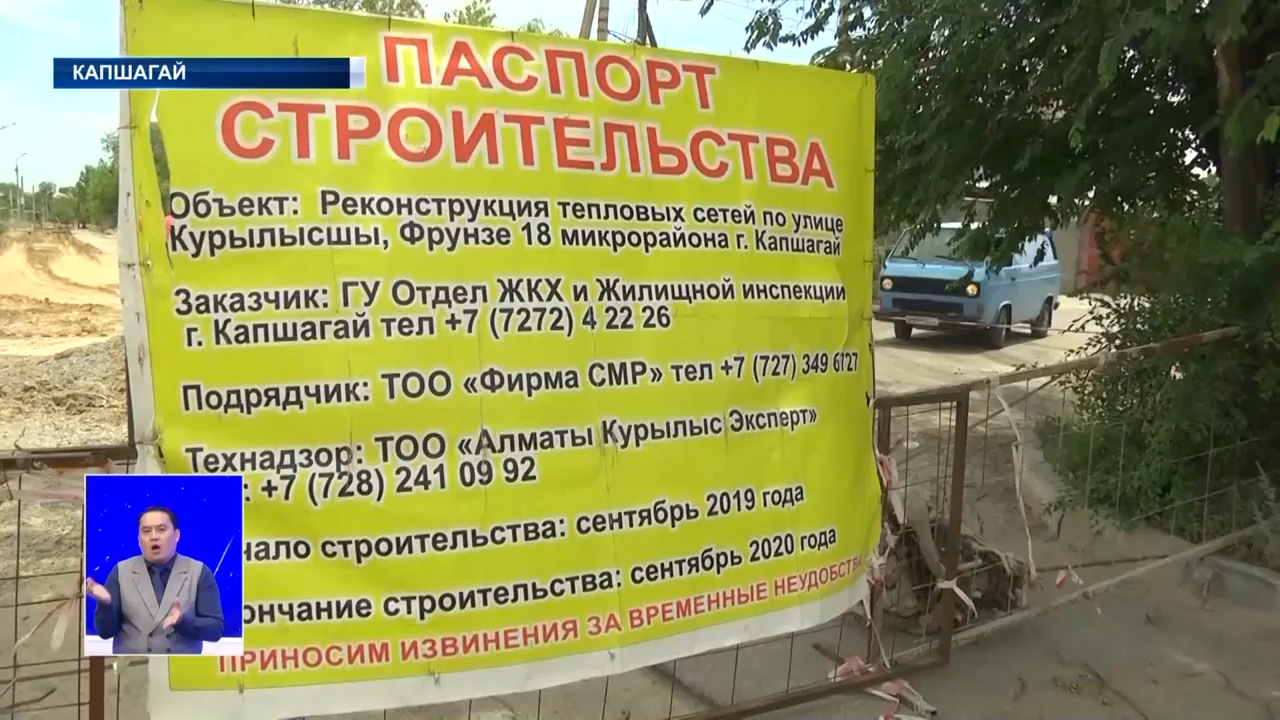 КАПШАГАЙ
ПАСПОРТ
СТРОИТЕЛЬСТВА
Объект: Реконструкция тепловых сетей по улице
Курылысшы, Фрунзе 18 микрорайона г. Капшагай
Заказчик: ГУ Отдел ЖКХ и Жилищной инспекции
г. Капшагай тел +7 (7272) 4 22 26
Подрядчик: ТОО «Фирма СМР» тел +7 (727) 349
Технадзор: ТОО «Алматы Курылыс Эксперт»
: +7 (728) 241 09 92
чало строительства: сентябрь 2019 года
ончание строительства: сентябрь 2020 года
ПРИНОСИМ ИЗВИНЕНИЯ ЗА ВРЕМЕННЫЕ НЕУДОБСТВА